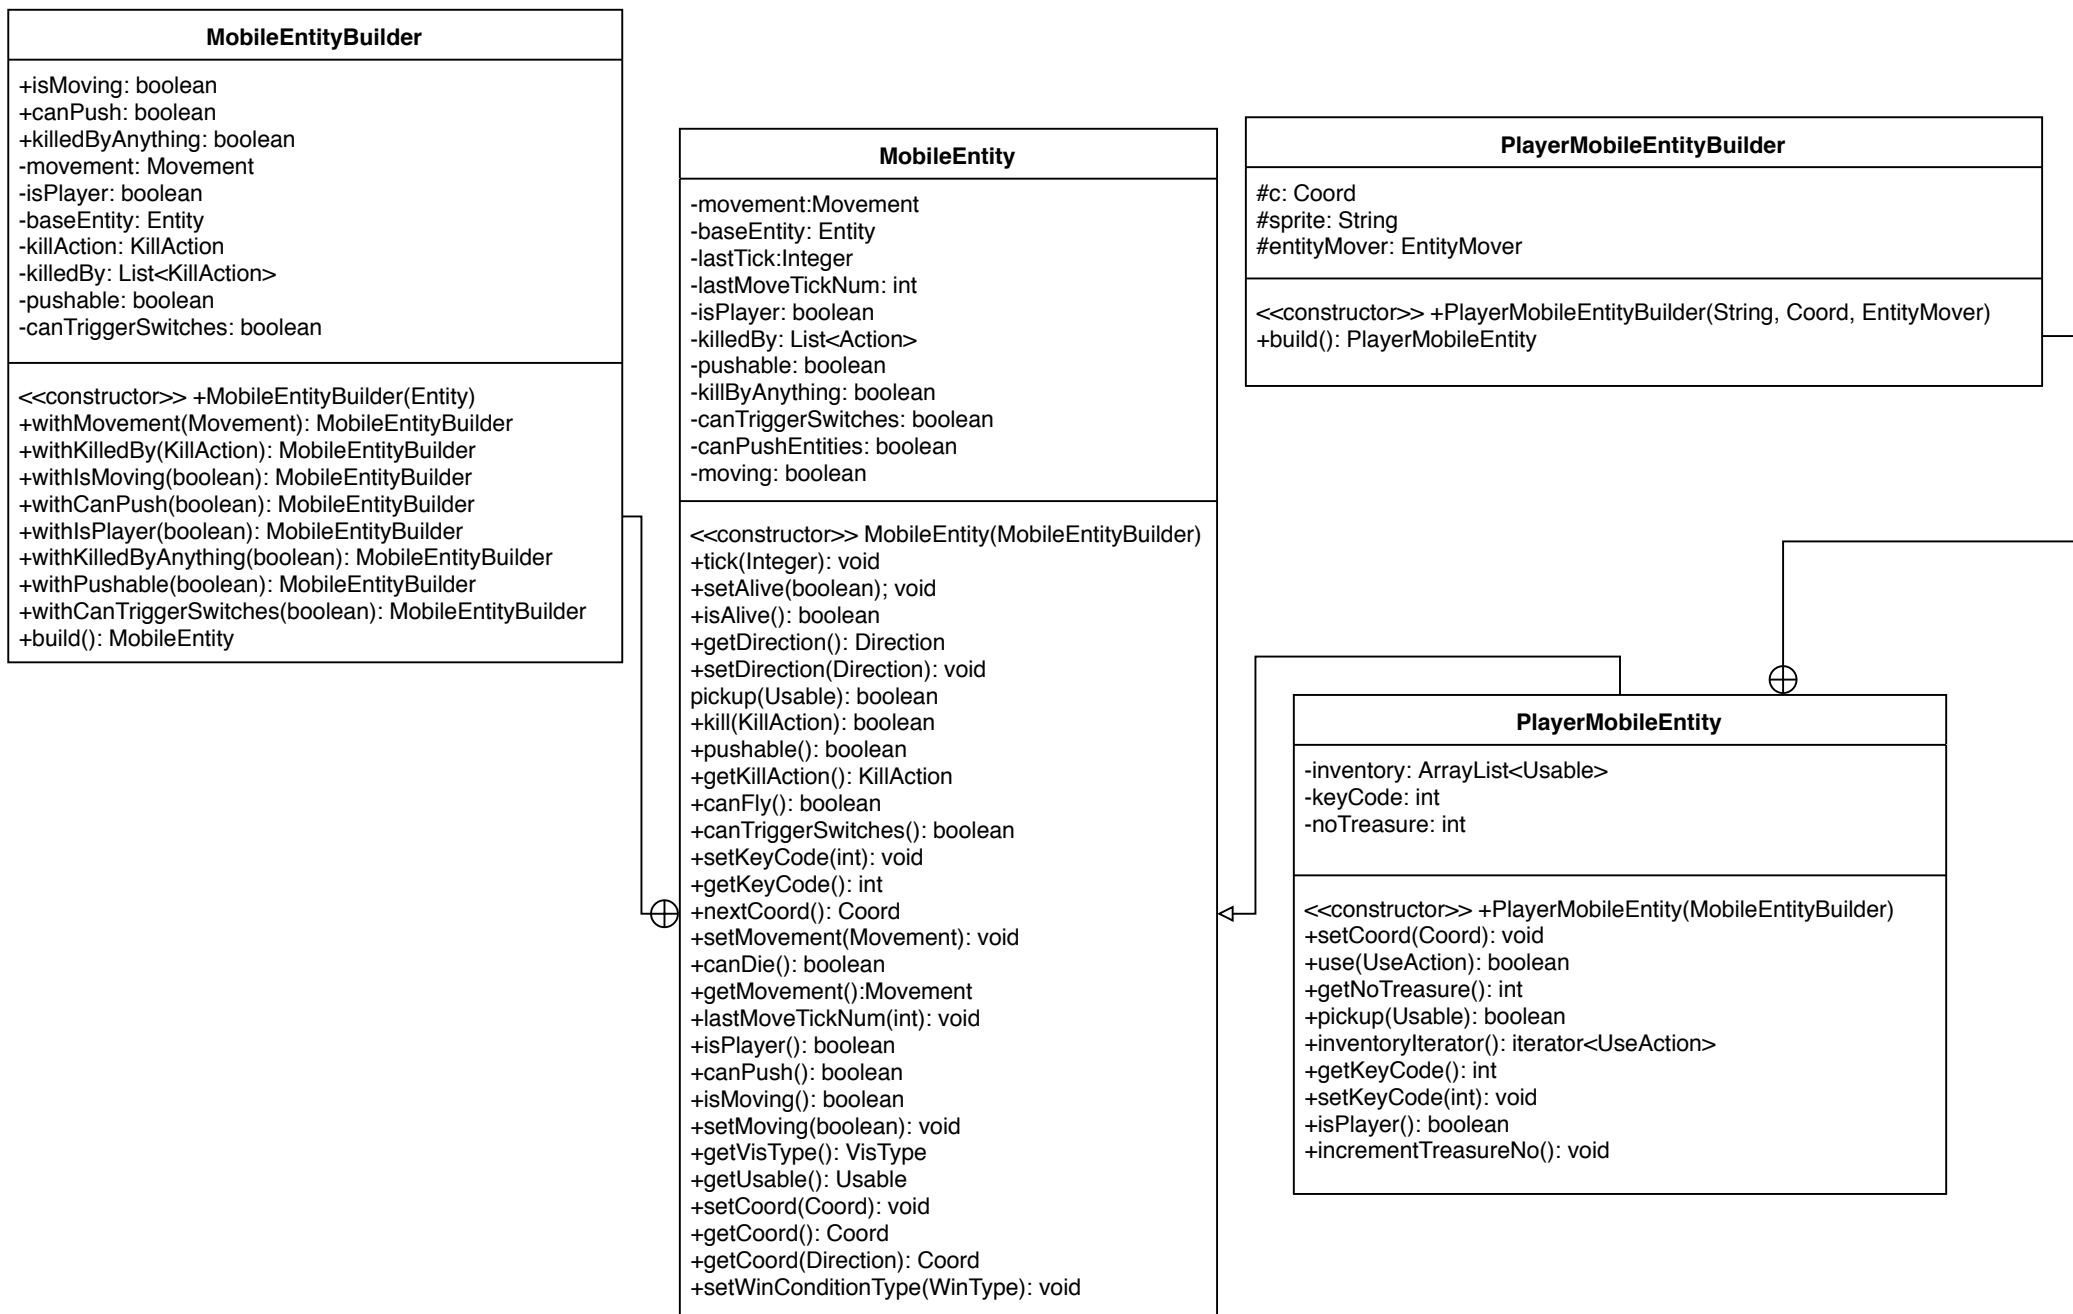 MobileEntityBuilder
+isMoving: boolean
+canPush: boolean
+killedByAnything: boolean
-movement: Movement
-isPlayer: boolean
-baseEntity: Entity
-killAction: KillAction
-killedBy: List<KillAction>
-pushable: boolean
-canTriggerSwitches: boolean
<<constructor>> +MobileEntityBuilder(Entity)
+withMovement(Movement): MobileEntityBuilder
+withKilledBy(KillAction): MobileEntityBuilder
+withIsMoving(boolean): MobileEntityBuilder
+withCanPush(boolean): MobileEntityBuilder
+withIsPlayer(boolean): MobileEntityBuilder
+withKilledByAnything(boolean): MobileEntityBuilder
+withPushable(boolean): MobileEntityBuilder
+withCanTriggerSwitches(boolean): MobileEntityBuilder
+build(): MobileEntity
MobileEntity
-movement:Movement
-baseEntity: Entity
-lastTick:Integer
-lastMoveTickNum: int
-isPlayer: boolean
-killedBy: List<Action>
-pushable: boolean
-killByAnything: boolean
-canTriggerSwitches: boolean
-canPushEntities: boolean
-moving: boolean
<<constructor>> MobileEntity(MobileEntityBuilder)
+tick(Integer): void
+setAlive(boolean); void
+isAlive(): boolean
+getDirection(): Direction
+setDirection(Direction): void
pickup(Usable): boolean
+kill(KillAction): boolean
+pushable(): boolean
+getKillAction(): KillAction
+canFly(): boolean
+canTriggerSwitches(): boolean
+setKeyCode(int): void
+getKeyCode(): int
+nextCoord(): Coord
+setMovement(Movement): void
+canDie(): boolean
+getMovement():Movement
+lastMoveTickNum(int): void
+isPlayer(): boolean
+canPush(): boolean
+isMoving(): boolean
+setMoving(boolean): void
+getVisType(): VisType
+getUsable(): Usable
+setCoord(Coord): void
+getCoord(): Coord
+getCoord(Direction): Coord
+setWinConditionType(WinType): void
PlayerMobileEntityBuilder
#c: Coord
#sprite: String
#entityMover: EntityMover
<<constructor>> +PlayerMobileEntityBuilder(String, Coord, EntityMover)
+build(): PlayerMobileEntity
PlayerMobileEntity
-inventory: ArrayList<Usable>
-keyCode: int
-noTreasure: int
<<constructor>> +PlayerMobileEntity(MobileEntityBuilder)
+setCoord(Coord): void
+use(UseAction): boolean
+getNoTreasure(): int
+pickup(Usable): boolean
+inventoryIterator(): iterator<UseAction>
+getKeyCode(): int
+setKeyCode(int): void
+isPlayer(): boolean
+incrementTreasureNo(): void